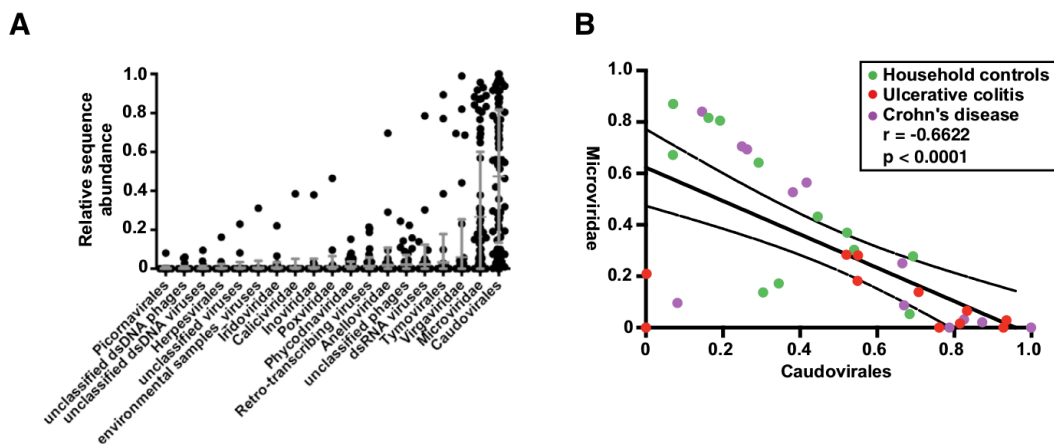 A
Relative sequence
abundance
1.0
0.8
0.6
0.4
0.2
0
Picornavirales
unclassified dsDNA phages
unclassified dsDNA viruses
Herpesvirales
unclassified viruses
environmental samples_viruses
Iridoviridae
Caliciviridae
Inoviridae
Poxviridae
Phycodnaviridae
Retro-transcribing viruses
Anelloviridae
unclassified phages
dsRNA viruses
Tymovirales
Virgaviridae
Microviridae
Caudovirales
B
Household controls
Ulcerative colitis
Crohn's disease
r = -0.6622
p < 0.0001
Microviridae
1.0
0.8
0.6
0.4
0.2
0
0 0.2 0.4 0.6 0.8 1.0
Caudovirales